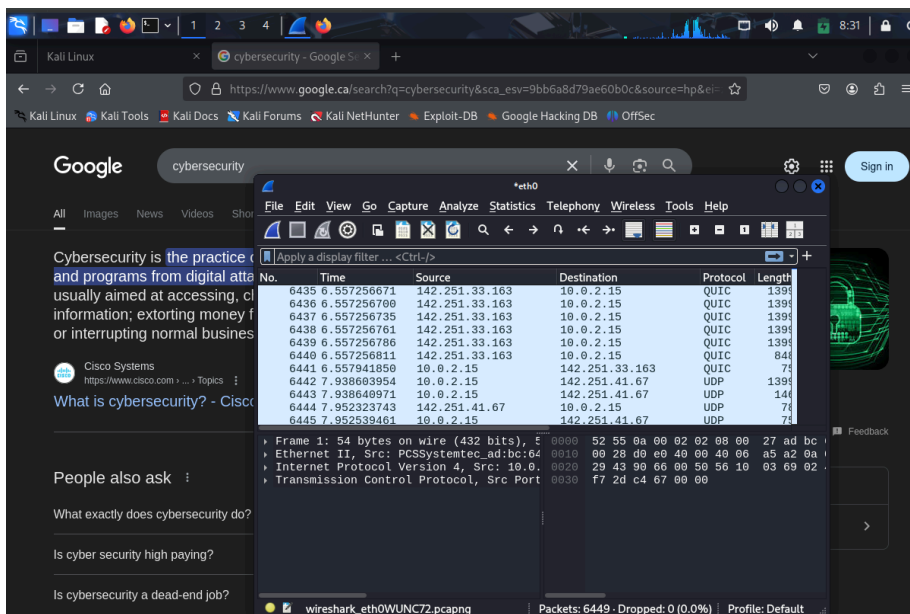 1 2 3 4 8:31
Kali Linux × cybersecurity - Google Se × +
https://www.google.ca/search?q=cybersecurity&sca_esv=9bb6a8d79ae60b0c&source=hp&ei=
Kali Linux Kali Tools Kali Docs Kali Forums Kali NetHunter Exploit-DB Google Hacking DB OffSec
Google cybersecurity Sign in
All Images News Videos Shor
Cybersecurity is the practice
and programs from digital atta
usually aimed at accessing, cl
information; extorting money f
or interrupting normal busines
Cisco Systems
https://www.cisco.com › ... › Topics
What is cybersecurity? - Cisc
Feedback
People also ask
What exactly does cybersecurity do?
Is cyber security high paying?
Is cybersecurity a dead-end job?
*eth0
File Edit View Go Capture Analyze Statistics Telephony Wireless Tools Help
Apply a display filter ... <Ctrl-/>
No. Time Source Destination Protocol Length
6435 6.557256671 142.251.33.163 10.0.2.15 QUIC 1399
6436 6.557256700 142.251.33.163 10.0.2.15 QUIC 1399
6437 6.557256735 142.251.33.163 10.0.2.15 QUIC 1399
6438 6.557256761 142.251.33.163 10.0.2.15 QUIC 1399
6439 6.557256786 142.251.33.163 10.0.2.15 QUIC 1399
6440 6.557256811 142.251.33.163 10.0.2.15 QUIC 848
6441 6.557941850 10.0.2.15 142.251.33.163 QUIC 75
6442 7.938603954 10.0.2.15 142.251.41.67 UDP 1399
6443 7.938640971 10.0.2.15 142.251.41.67 UDP 146
6444 7.952323743 142.251.41.67 10.0.2.15 UDP 78
6445 7.952539461 10.0.2.15 142.251.41.67 UDP 75
Frame 1: 54 bytes on wire (432 bits), 5
Ethernet II, Src: PCSSystemtec_ad:bc:64
Internet Protocol Version 4, Src: 10.0.
Transmission Control Protocol, Src Port
0000 52 55 0a 00 02 02 08 00 27 ad bc
0010 00 28 d0 e0 40 00 40 06 a5 a2 0a
0020 29 43 90 66 00 50 56 10 03 69 02
0030 f7 2d c4 67 00 00
wireshark_eth0WUNC72.pcapng Packets: 6449 · Dropped: 0 (0.0%) Profile: Default